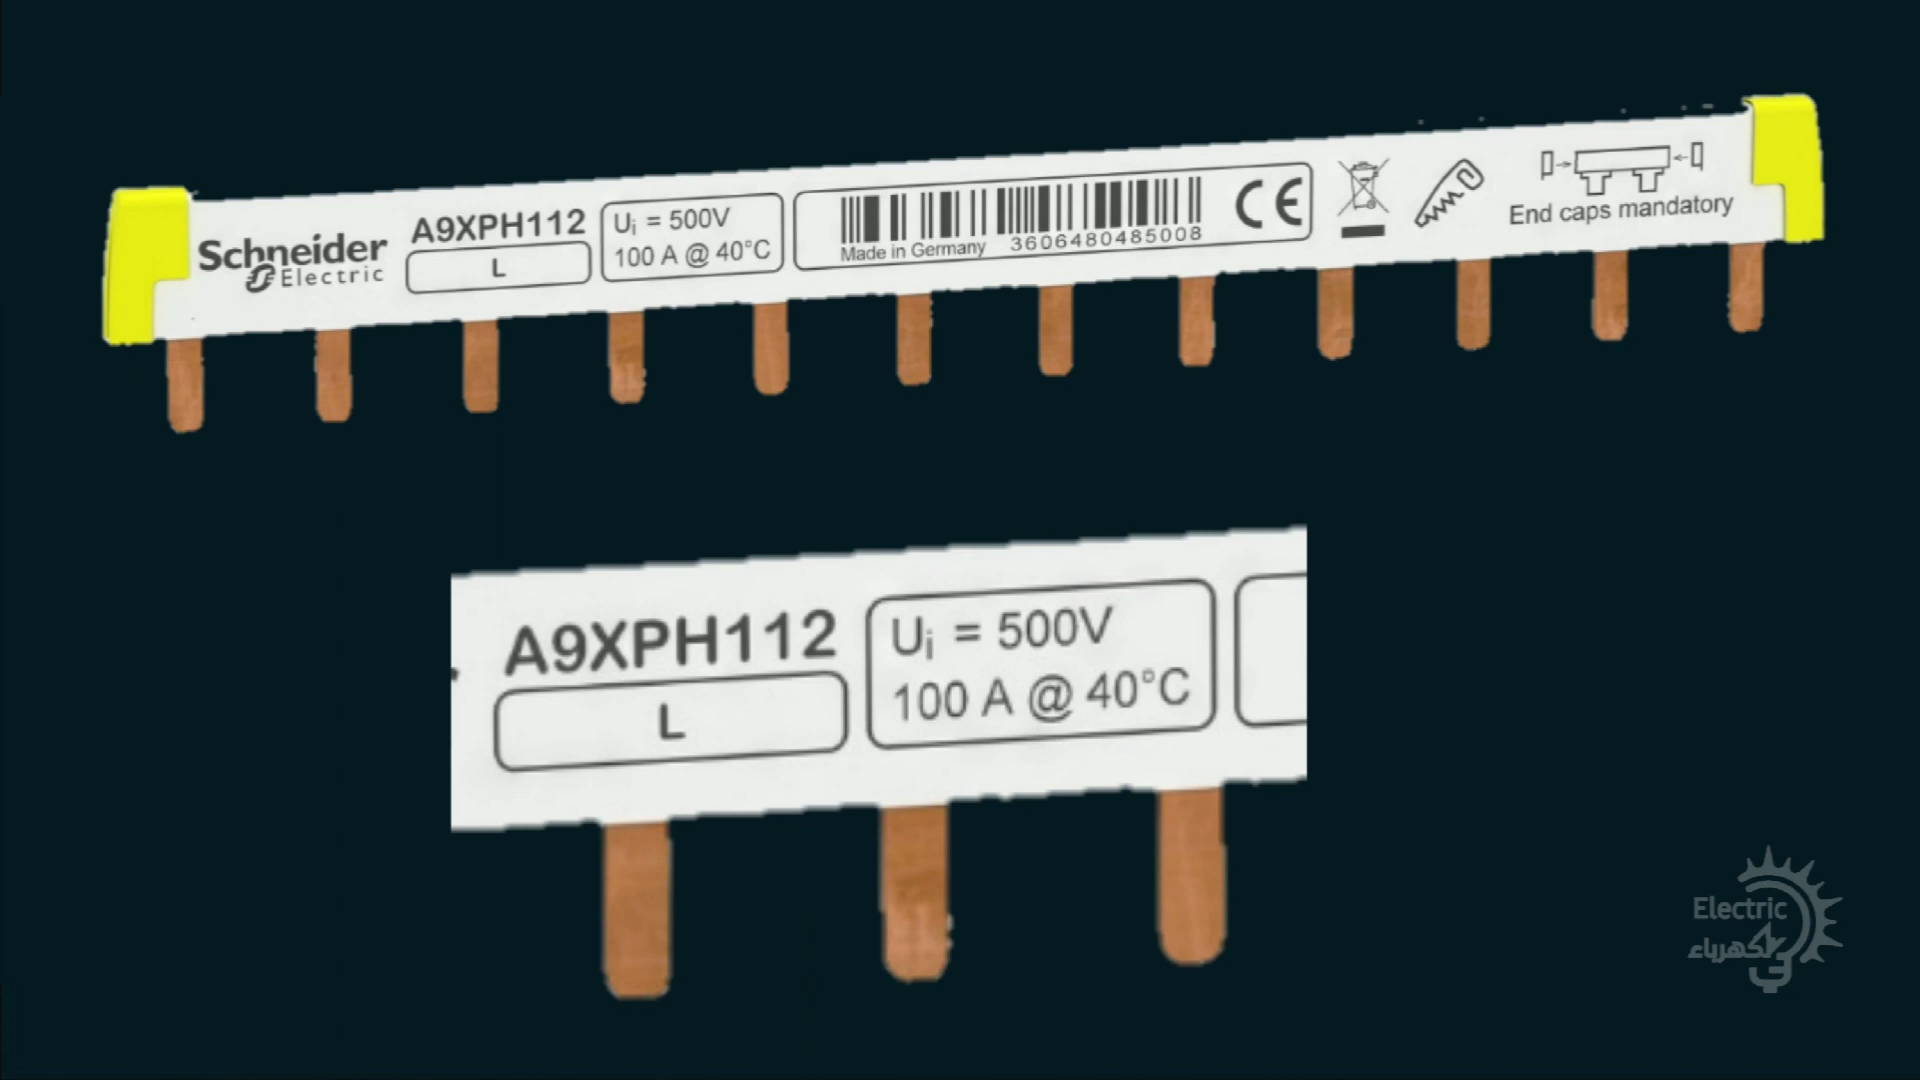 Schneider
Electric
A9XPH112
L
Ui = 500V
100 A @ 40°C
Made in Germany
3606480485008
CE
End caps mandatory
A9XPH112
L
Ui = 500V
100 A @ 40°C
Electric
كهرباء